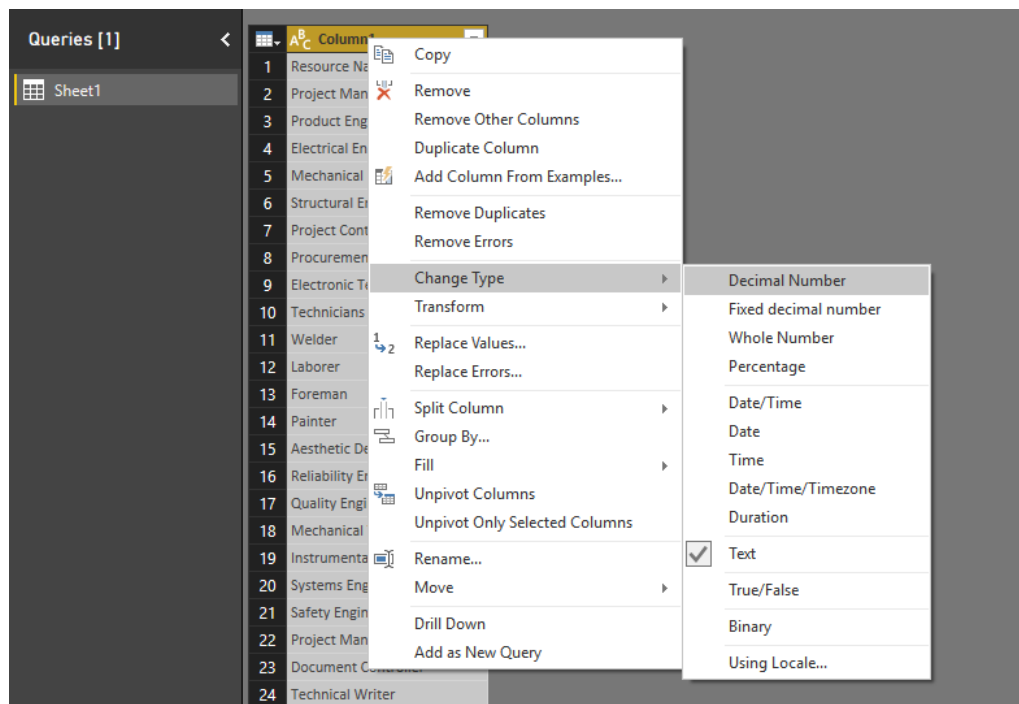 Queries [1]
Sheet1
Column1
1 Resource Na
2 Project Man
3 Product Eng
4 Electrical En
5 Mechanical
6 Structural
7 Project Cont
8 Procuremen
9 Electronic
10 Technicians
11 Welder
12 Laborer
13 Foreman
14 Painter
15 Aesthetic
16 Reliability
17 Quality Engi
18 Mechanical
19 Instrumenta
20 Systems Eng
21 Safety Engin
22 Project Man
23 Document Controller
24 Technical Writer
Copy
Remove
Remove Other Columns
Duplicate Column
Add Column From Examples...
Remove Duplicates
Remove Errors
Change Type
Transform
Replace Values...
Replace Errors...
Split Column
Group By...
Fill
Unpivot Columns
Unpivot Only Selected Columns
Rename...
Move
Drill Down
Add as New Query
Decimal Number
Fixed decimal number
Whole Number
Percentage
Date/Time
Date
Time
Date/Time/Timezone
Duration
Text
True/False
Binary
Using Locale...